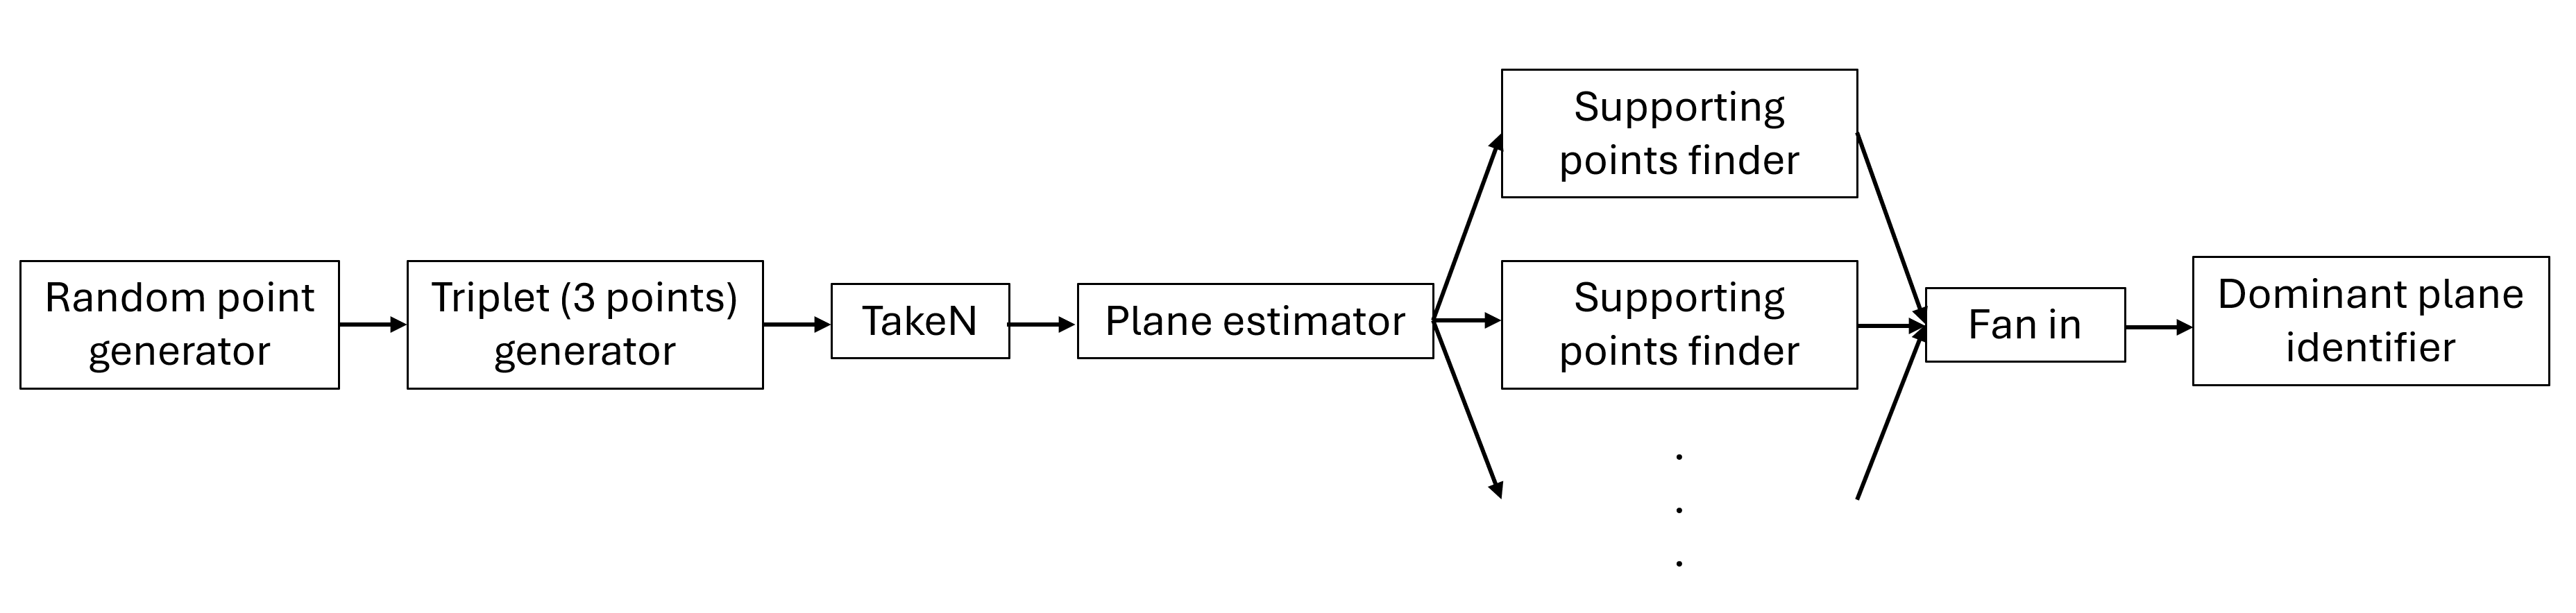 Random point
generator
Triplet (3 points)
generator
TakeN
Plane estimator
Supporting
points finder
Supporting
points finder
.
.
.
Fan in
Dominant plane
identifier